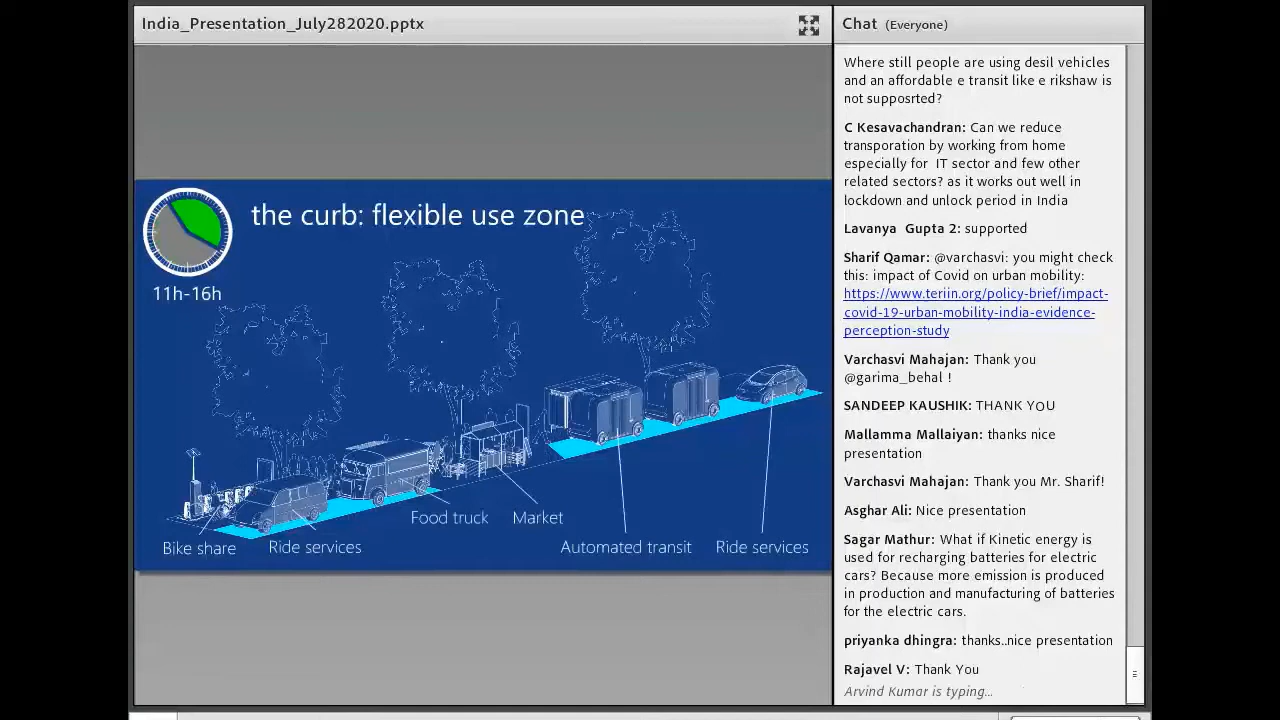 India_Presentation_July282020.pptx
the curb: flexible use zone
11h-16h
Food truck
Market
Bike share
Ride services
Automated transit
Ride services
Chat (Everyone)
Where still people are using desil vehicles
and an affordable e transit like e rikshaw is
not supposrted?
C Kesavachandran: Can we reduce
transporation by working from home
especially for IT sector and few other
related sectors? as it works out well in
lockdown and unlock period in India
Lavanya Gupta 2: supported
Sharif Qamar: @varchasvi: you might check
this: impact of Covid on urban mobility:
https://www.teriin.org/policy-brief/impact-
covid-19-urban-mobility-india-evidence-
perception-study
Varchasvi Mahajan: Thank you
@garima_behal !
SANDEEP KAUSHIK: THANK YOU
Mallamma Mallaiyan: thanks nice
presentation
Varchasvi Mahajan: Thank you Mr. Sharif!
Asghar Ali: Nice presentation
Sagar Mathur: What if Kinetic energy is
used for recharging batteries for electric
cars? Because more emission is produced
in production and manufacturing of batteries
for the electric cars.
priyanka dhingra: thanks..nice presentation
Rajavel V: Thank You
Arvind Kumar is typing...